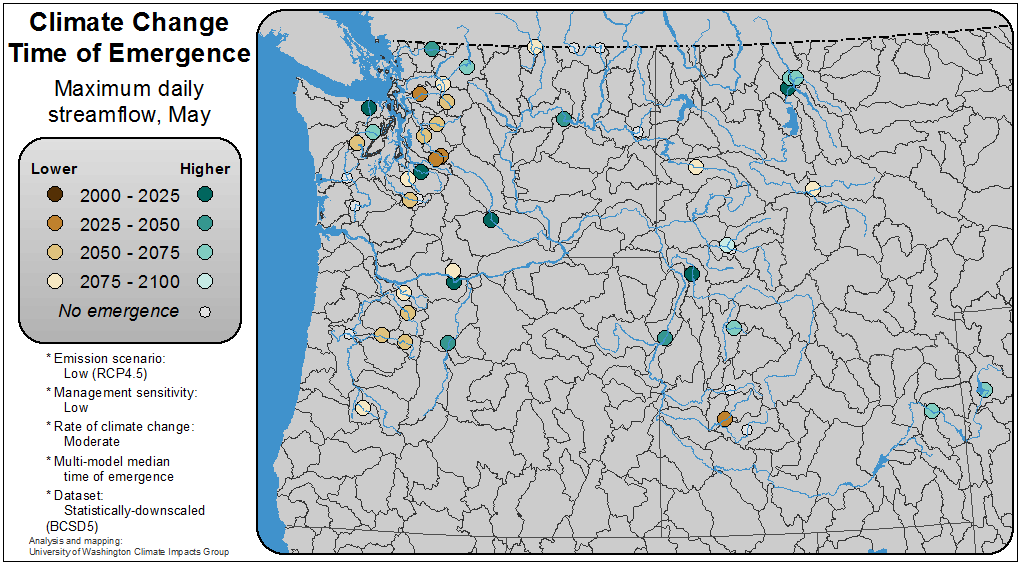 Climate Change
Time of Emergence
Maximum daily
streamflow, May
Lower Higher
2000 - 2025
2025 - 2050
2050 - 2075
2075 - 2100
No emergence
* Emission scenario:
Low (RCP4.5)
* Management sensitivity:
Low
* Rate of climate change:
Moderate
* Multi-model median
time of emergence
* Dataset:
Statistically-downscaled
(BCSD5)
Analysis and mapping:
University of Washington Climate Impacts Group